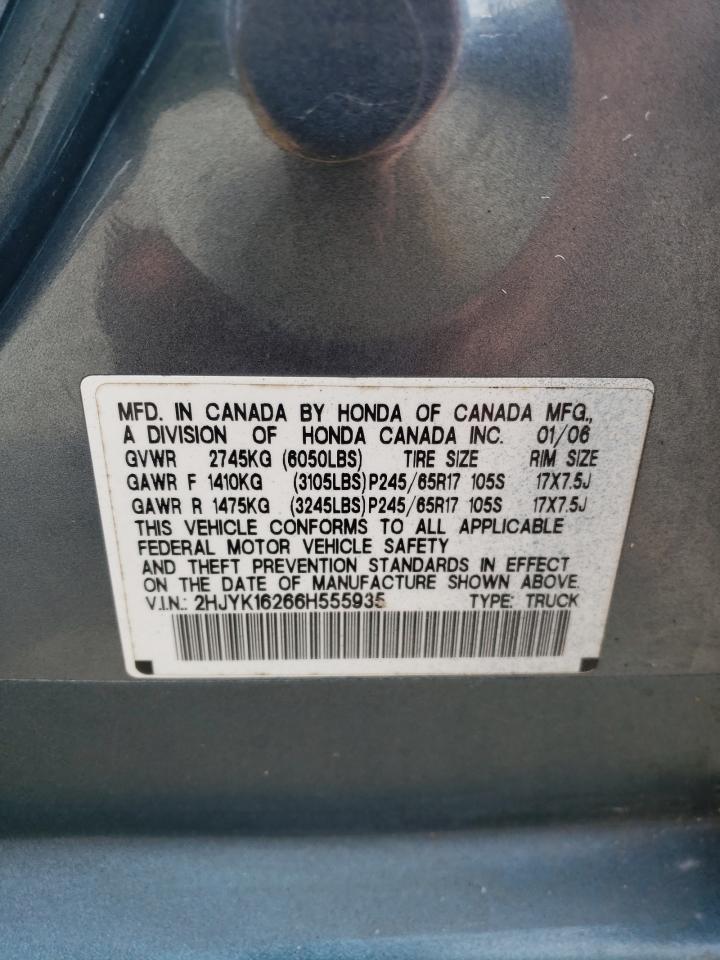 MFD. IN CANADA BY HONDA OF CANADA MFG.,
A DIVISION OF HONDA CANADA INC. 01/06
GVWR 2745KG (6050LBS) TIRE SIZE RIM SIZE
GAWR F 1410KG (3105LBS)P245/65R17 105S 17X7.5J
GAWR R 1475KG (3245LBS)P245/65R17 105S 17X7.5J
THIS VEHICLE CONFORMS TO ALL APPLICABLE
FEDERAL MOTOR VEHICLE SAFETY
AND THEFT PREVENTION STANDARDS IN EFFECT
ON THE DATE OF MANUFACTURE SHOWN ABOVE.
V.I.N.: 2HJYK16266H555935 TYPE: TRUCK